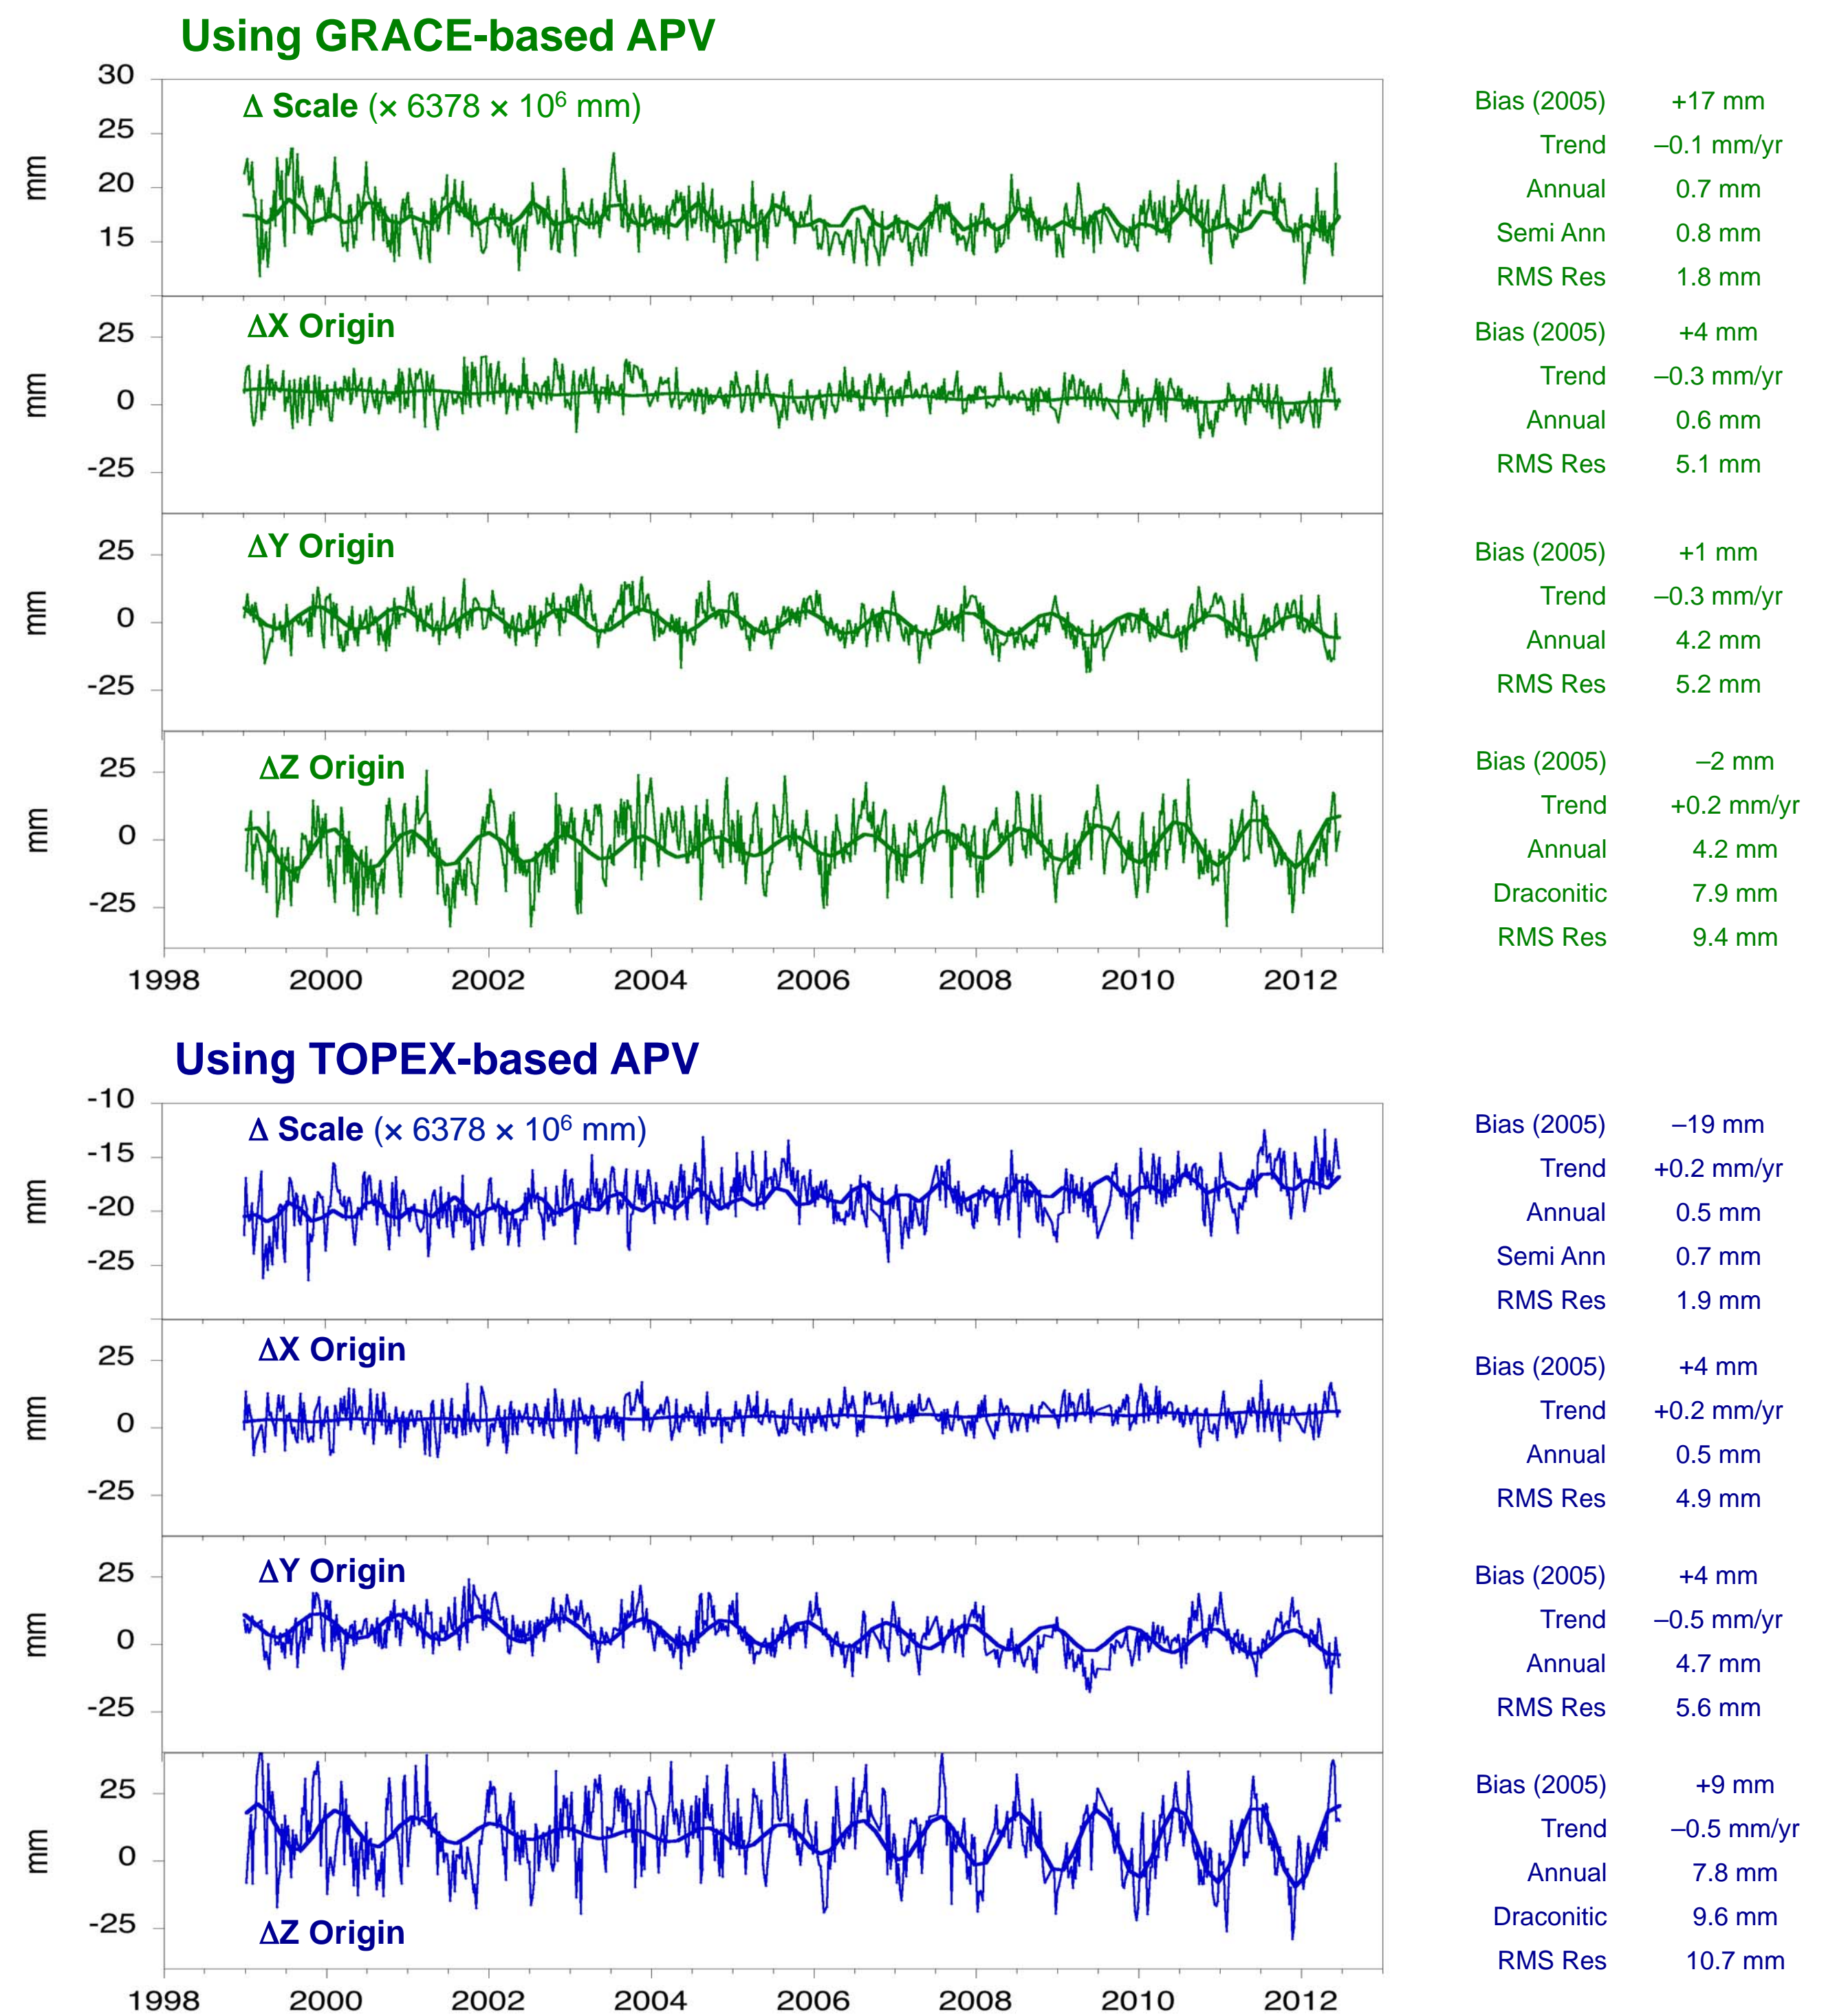 Using GRACE-based APV
Δ Scale (× 6378 × 10⁶ mm)
30
25
20
15
mm
Bias (2005) +17 mm
Trend –0.1 mm/yr
Annual 0.7 mm
Semi Ann 0.8 mm
RMS Res 1.8 mm
ΔX Origin
25
0
-25
mm
Bias (2005) +4 mm
Trend –0.3 mm/yr
Annual 0.6 mm
RMS Res 5.1 mm
ΔY Origin
25
0
-25
mm
Bias (2005) +1 mm
Trend –0.3 mm/yr
Annual 4.2 mm
RMS Res 5.2 mm
ΔZ Origin
25
0
-25
mm
Bias (2005) –2 mm
Trend +0.2 mm/yr
Annual 4.2 mm
Draconitic 7.9 mm
RMS Res 9.4 mm
1998 2000 2002 2004 2006 2008 2010 2012
Using TOPEX-based APV
Δ Scale (× 6378 × 10⁶ mm)
-10
-15
-20
-25
mm
Bias (2005) –19 mm
Trend +0.2 mm/yr
Annual 0.5 mm
Semi Ann 0.7 mm
RMS Res 1.9 mm
ΔX Origin
25
0
-25
mm
Bias (2005) +4 mm
Trend +0.2 mm/yr
Annual 0.5 mm
RMS Res 4.9 mm
ΔY Origin
25
0
-25
mm
Bias (2005) +4 mm
Trend –0.5 mm/yr
Annual 4.7 mm
RMS Res 5.6 mm
25
0
-25
mm
ΔZ Origin
Bias (2005) +9 mm
Trend –0.5 mm/yr
Annual 7.8 mm
Draconitic 9.6 mm
RMS Res 10.7 mm
1998 2000 2002 2004 2006 2008 2010 2012